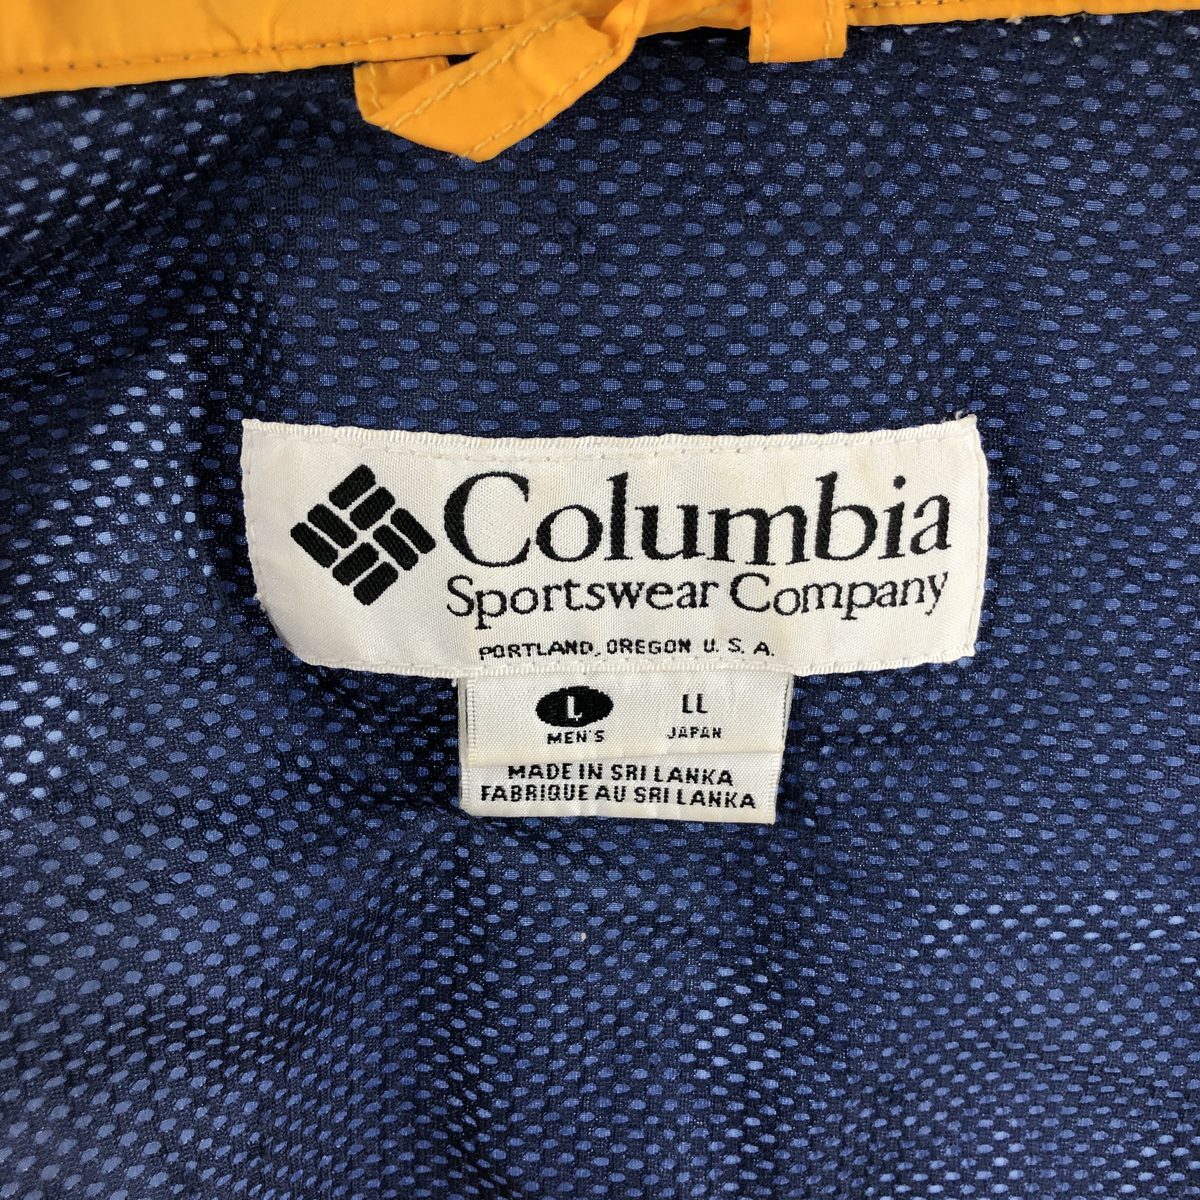 Columbia
Sportswear Company
PORTLAND, OREGON U.S.A.
L LL
MEN'S JAPAN
MADE IN SRI LANKA
FABRIQUE AU SRI LANKA